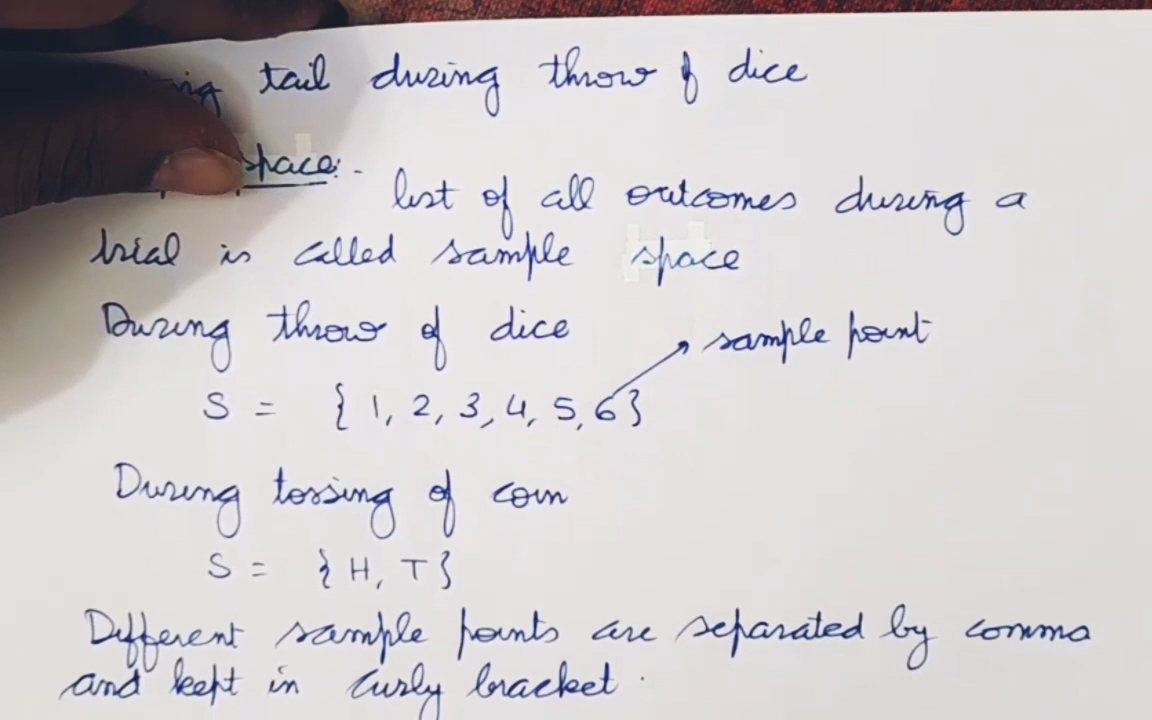 tail during throw of dice
space:-
list of all outcomes during a
trial is called sample space
During throw of dice
sample point
S = { 1, 2, 3, 4, 5, 6 }
During tossing of coin
S = { H, T }
Different sample points are separated by comma
and kept in curly bracket.